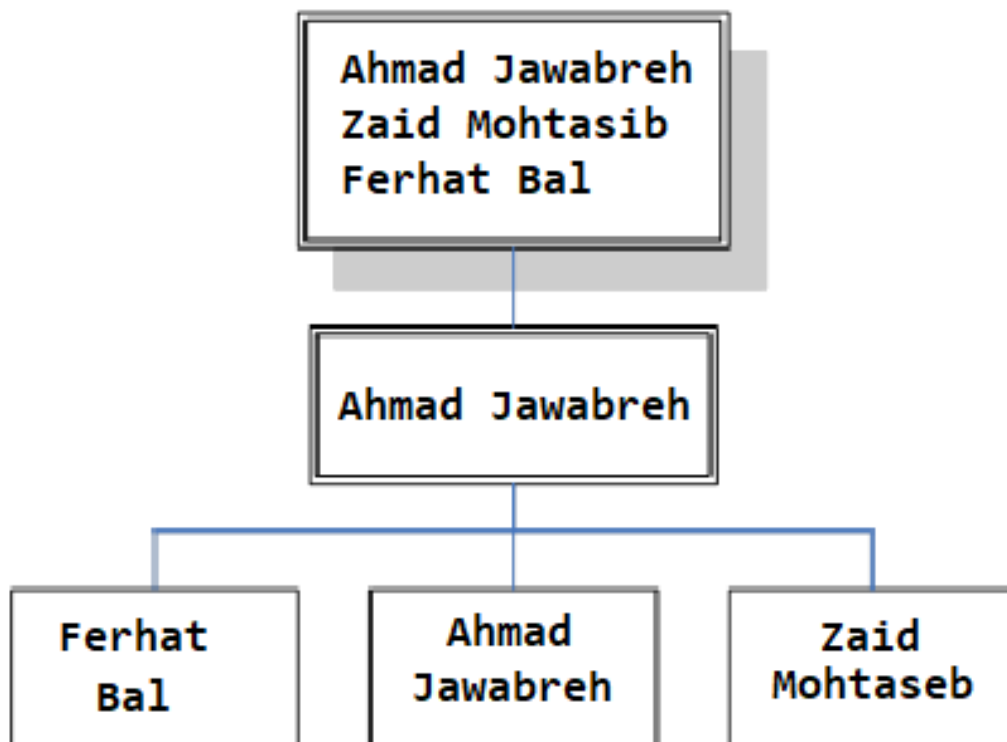 Ahmad Jawabreh
Zaid Mohtasib
Ferhat Bal
Ahmad Jawabreh
Ferhat
Bal
Ahmad
Jawabreh
Zaid
Mohtaseb